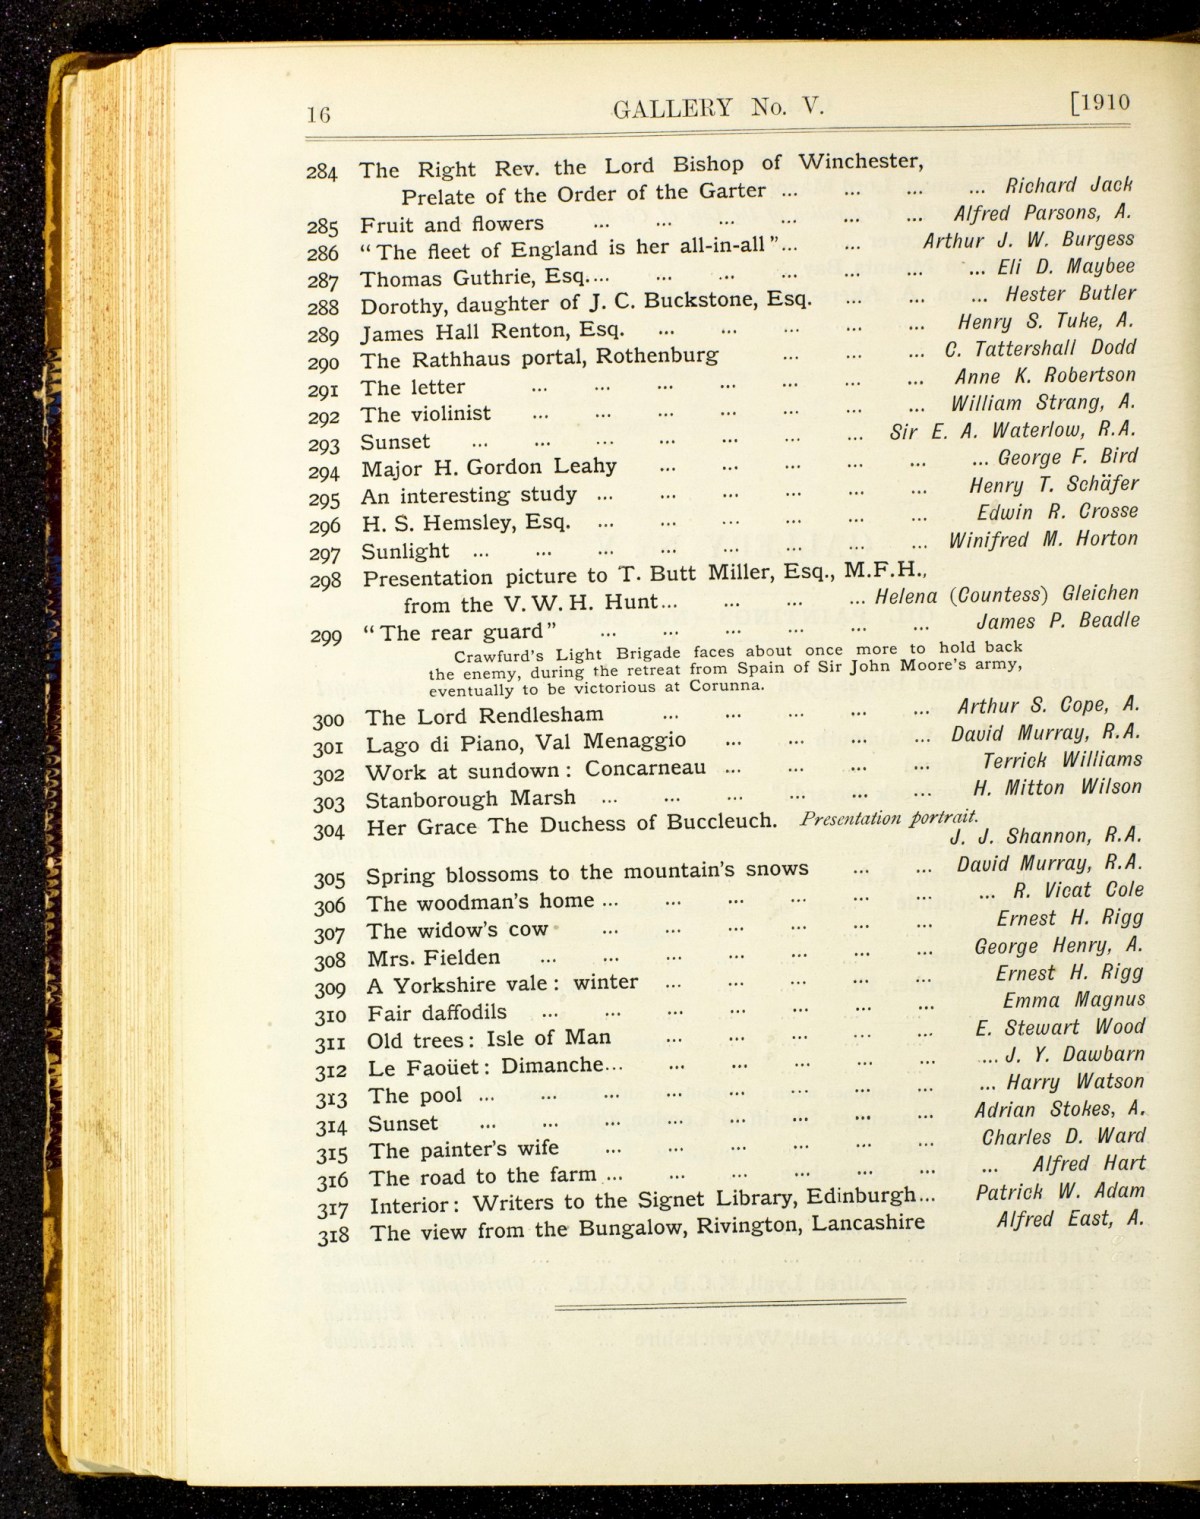 16 GALLERY No. V. [1910
284 The Right Rev. the Lord Bishop of Winchester,
Prelate of the Order of the Garter ... ... ... ... Richard Jack
285 Fruit and flowers ... ... ... ... ... ... Alfred Parsons, A.
286 “The fleet of England is her all-in-all”... ... Arthur J. W. Burgess
287 Thomas Guthrie, Esq.... ... ... ... ... ... ... Eli D. Maybee
288 Dorothy, daughter of J. C. Buckstone, Esq. ... ... ... Hester Butler
289 James Hall Renton, Esq. ... ... ... ... ... Henry S. Tuke, A.
290 The Rathhaus portal, Rothenburg ... ... ... C. Tattershall Dodd
291 The letter ... ... ... ... ... ... ... Anne K. Robertson
292 The violinist ... ... ... ... ... ... ... William Strang, A.
293 Sunset ... ... ... ... ... ... ... Sir E. A. Waterlow, R.A.
294 Major H. Gordon Leahy ... ... ... ... ... ... George F. Bird
295 An interesting study ... ... ... ... ... ... Henry T. Schäfer
296 H. S. Hemsley, Esq. ... ... ... ... ... ... Edwin R. Crosse
297 Sunlight ... ... ... ... ... ... ... ... Winifred M. Horton
298 Presentation picture to T. Butt Miller, Esq., M.F.H.,
from the V. W. H. Hunt... ... ... ... Helena (Countess) Gleichen
299 “The rear guard” ... ... ... ... ... ... James P. Beadle
Crawfurd's Light Brigade faces about once more to hold back
the enemy, during the retreat from Spain of Sir John Moore's army,
eventually to be victorious at Corunna.
300 The Lord Rendlesham ... ... ... ... ... Arthur S. Cope, A.
301 Lago di Piano, Val Menaggio ... ... ... ... David Murray, R.A.
302 Work at sundown : Concarneau ... ... ... ... Terrick Williams
303 Stanborough Marsh ... ... ... ... ... ... H. Mitton Wilson
304 Her Grace The Duchess of Buccleuch. Presentation portrait.
J. J. Shannon, R.A.
305 Spring blossoms to the mountain's snows ... ... David Murray, R.A.
306 The woodman's home ... ... ... ... ... ... ... R. Vicat Cole
307 The widow's cow ... ... ... ... ... ... Ernest H. Rigg
308 Mrs. Fielden ... ... ... ... ... ... ... George Henry, A.
309 A Yorkshire vale : winter ... ... ... ... ... Ernest H. Rigg
310 Fair daffodils ... ... ... ... ... ... ... Emma Magnus
311 Old trees : Isle of Man ... ... ... ... ... E. Stewart Wood
312 Le Faoüet : Dimanche... ... ... ... ... ... ... J. Y. Dawbarn
313 The pool ... ... ... ... ... ... ... ... ... Harry Watson
314 Sunset ... ... ... ... ... ... ... ... Adrian Stokes, A.
315 The painter's wife ... ... ... ... ... ... Charles D. Ward
316 The road to the farm ... ... ... ... ... ... ... Alfred Hart
317 Interior : Writers to the Signet Library, Edinburgh... Patrick W. Adam
318 The view from the Bungalow, Rivington, Lancashire Alfred East, A.